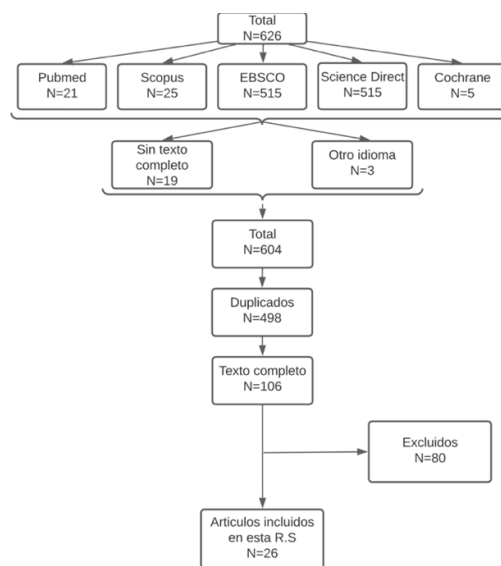 Total
N=626
Pubmed
N=21
Scopus
N=25
EBSCO
N=515
Science Direct
N=515
Cochrane
N=5
Sin texto
completo
N=19
Otro idioma
N=3
Total
N=604
Duplicados
N=498
Texto completo
N=106
Excluidos
N=80
Articulos incluidos
en esta R.S
N=26